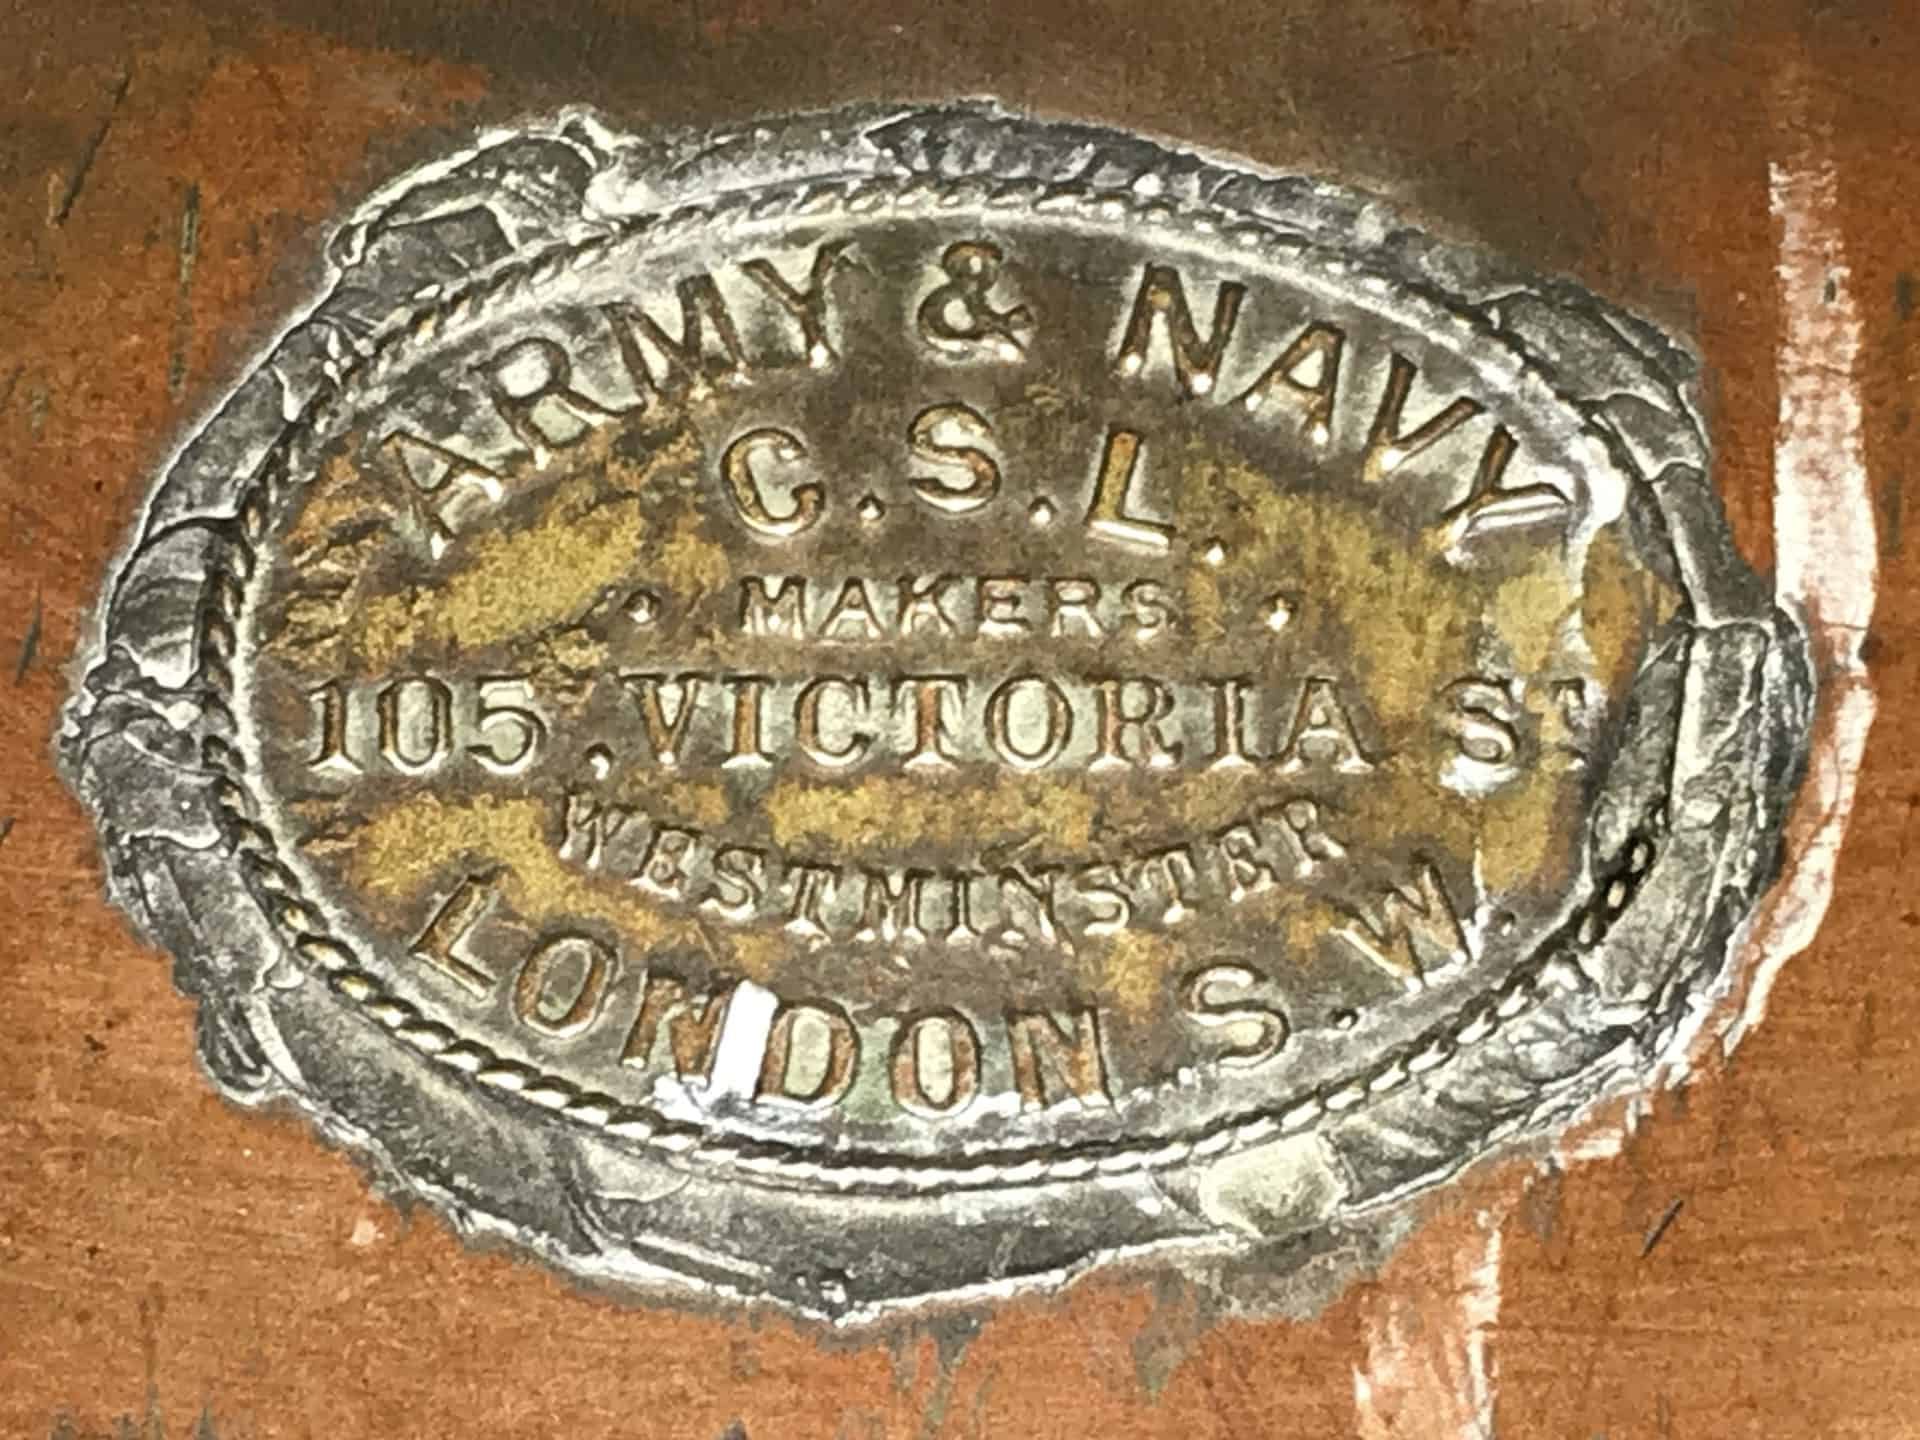 ARMY & NAVY
C.S.L.
· MAKERS ·
105, VICTORIA St
WESTMINSTER
LONDON S.W.